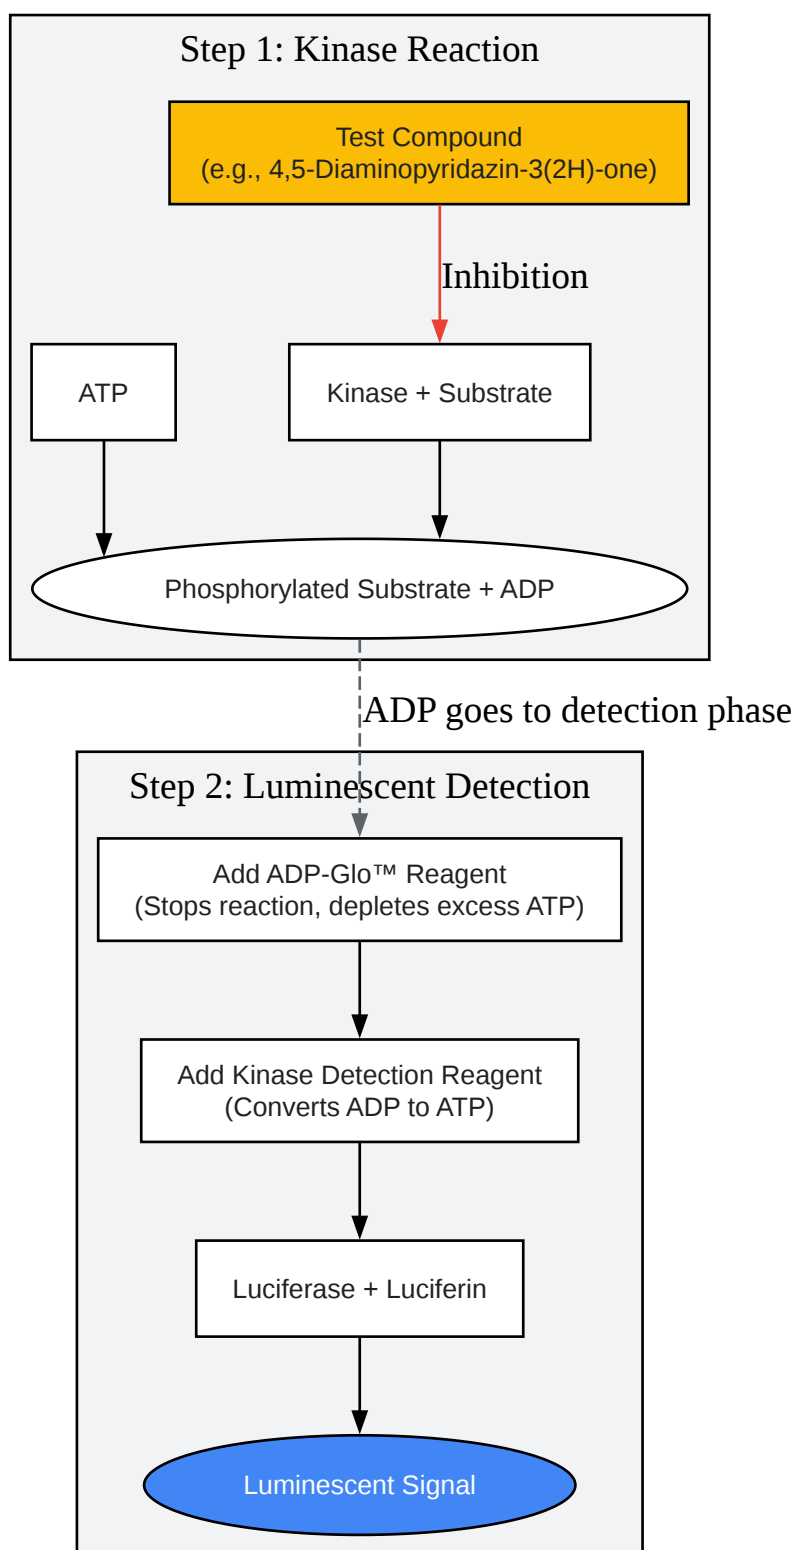 Step 1: Kinase Reaction
Test Compound
(e.g., 4,5-Diaminopyridazin-3(2H)-one)
Inhibition
ATP
Kinase + Substrate
Phosphorylated Substrate + ADP
ADP goes to detection phase
Step 2: Luminescent Detection
Add ADP-Glo™ Reagent
(Stops reaction, depletes excess ATP)
Add Kinase Detection Reagent
(Converts ADP to ATP)
Luciferase + Luciferin
Luminescent Signal